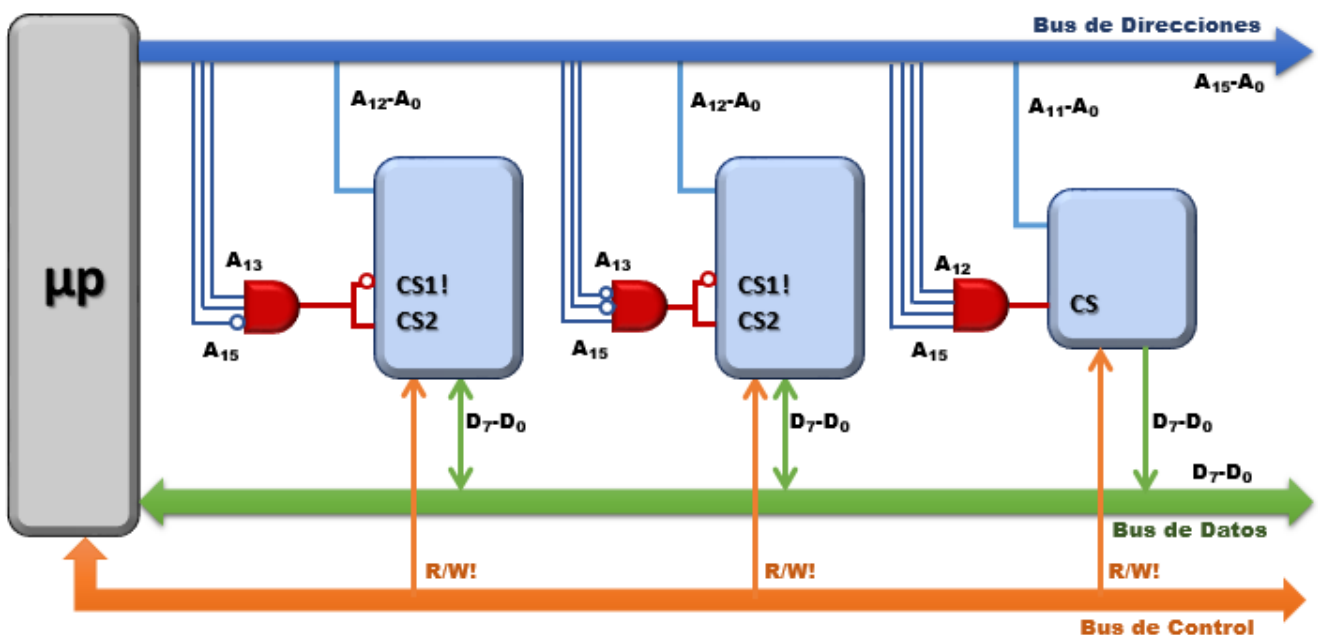 Bus de Direcciones
A₁₅-A₀
A₁₂-A₀
A₁₂-A₀
A₁₁-A₀
µp
A₁₃
A₁₅
CS1!
CS2
A₁₃
A₁₅
CS1!
CS2
A₁₂
A₁₅
CS
D₇-D₀
D₇-D₀
D₇-D₀
D₇-D₀
Bus de Datos
R/W!
R/W!
R/W!
Bus de Control